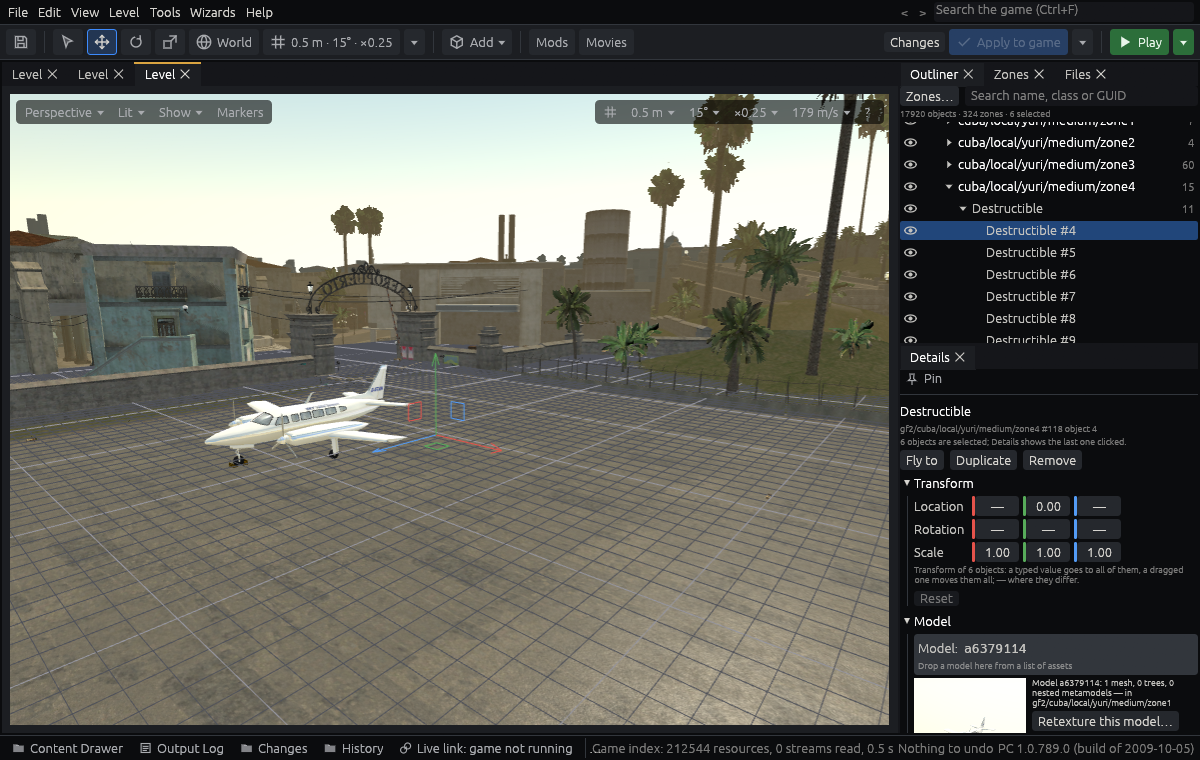 File Edit View Level Tools Wizards Help
< > Search the game (Ctrl+F)
World 0.5 m · 15° · ×0.25 Add Mods Movies Changes Apply to game Play
Level Level Level
Outliner Zones Files
Perspective Lit Show Markers 0.5 m 15° ×0.25 179 m/s ?
Zones... Search name, class or GUID
17920 objects · 324 zones · 6 selected
cuba/local/yuri/medium/zone1
cuba/local/yuri/medium/zone2 4
cuba/local/yuri/medium/zone3 60
cuba/local/yuri/medium/zone4 15
Destructible 11
Destructible #4
Destructible #5
Destructible #6
Destructible #7
Destructible #8
Destructible #9
AEROPUERTO
Details
Pin
Destructible
gf2/cuba/local/yuri/medium/zone4 #118 object 4
6 objects are selected; Details shows the last one clicked.
Fly to Duplicate Remove
Transform
Location — 0.00 —
Rotation — — —
Scale 1.00 1.00 1.00
Transform of 6 objects: a typed value goes to all of them, a dragged
one moves them all; — where they differ.
Reset
Model
Model: a6379114
Drop a model here from a list of assets
Model a6379114: 1 mesh, 0 trees, 0
nested metamodels — in
gf2/cuba/local/yuri/medium/zone1
Retexture this model...
Content Drawer Output Log Changes History Live link: game not running .Game index: 212544 resources, 0 streams read, 0.5 s Nothing to undo PC 1.0.789.0 (build of 2009-10-05)